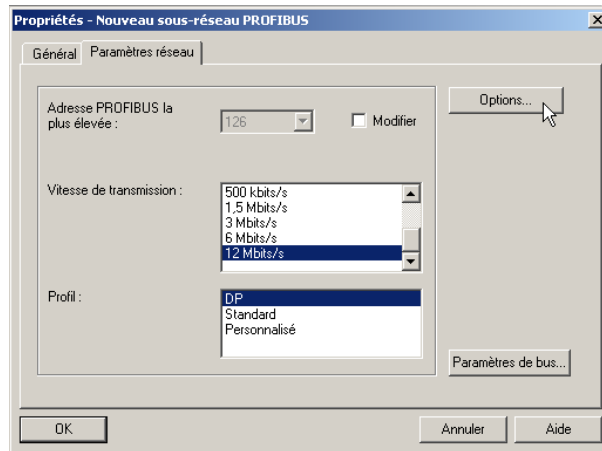 Propriétés - Nouveau sous-réseau PROFIBUS
Général
Paramètres réseau
Adresse PROFIBUS la
plus élevée :
126
Modifier
Options...
Vitesse de transmission :
500 kbits/s
1,5 Mbits/s
3 Mbits/s
6 Mbits/s
12 Mbits/s
Profil :
DP
Standard
Personnalisé
Paramètres de bus...
OK
Annuler
Aide